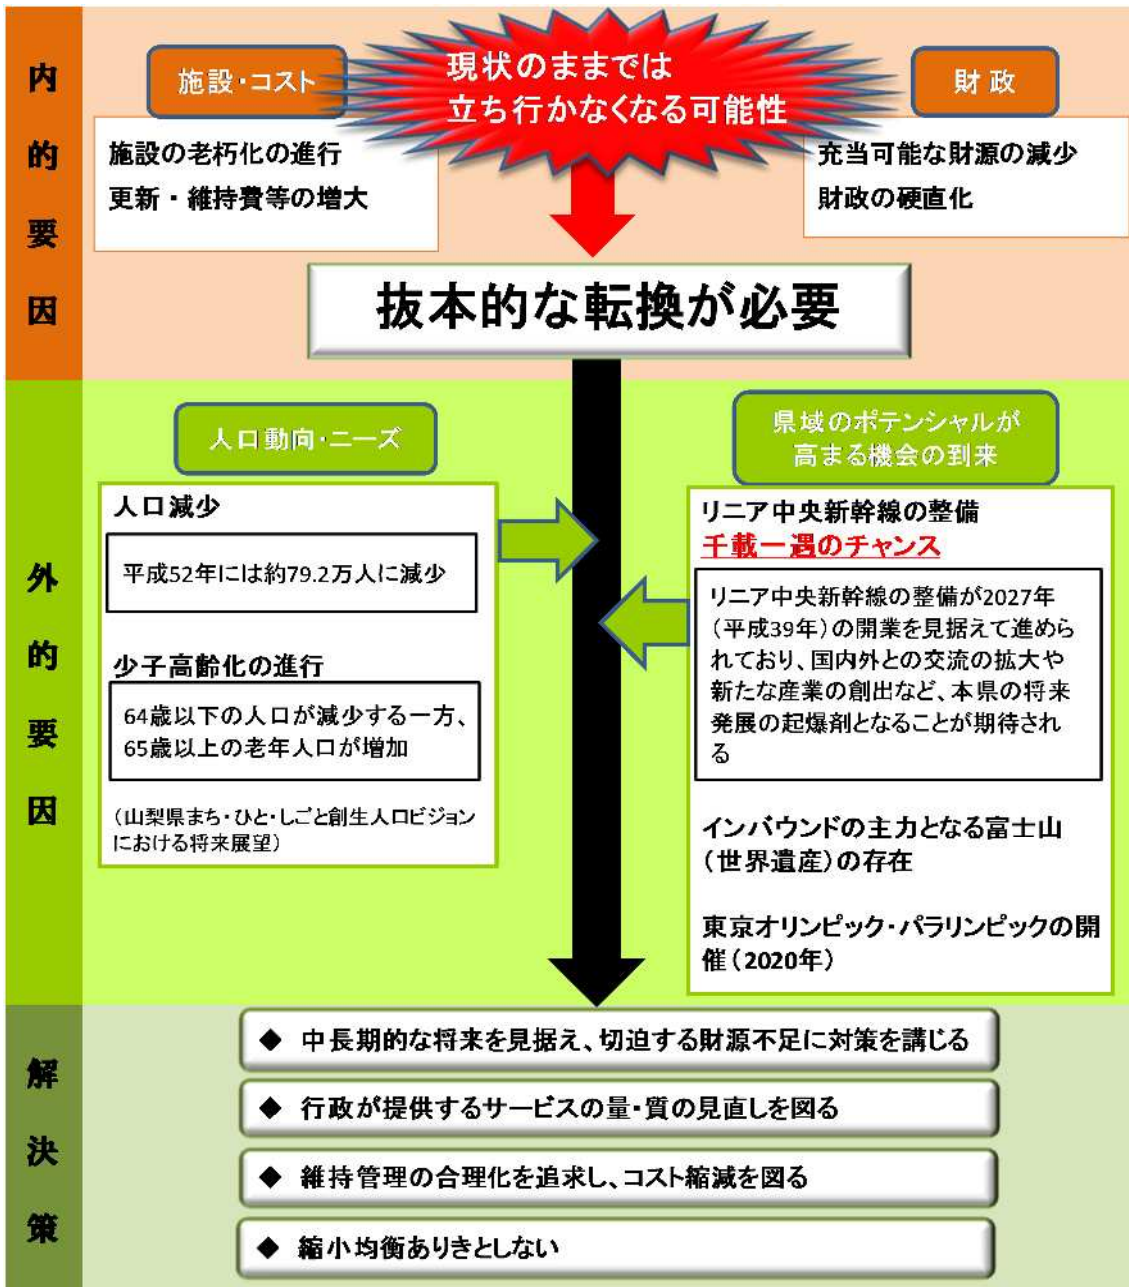 内的要因
施設・コスト
現状のままでは
立ち行かなくなる可能性
財政
施設の老朽化の進行
更新・維持費等の増大
充当可能な財源の減少
財政の硬直化
抜本的な転換が必要
外的要因
人口動向・ニーズ
人口減少
平成52年には約79.2万人に減少
少子高齢化の進行
64歳以下の人口が減少する一方、
65歳以上の老年人口が増加
(山梨県まち・ひと・しごと創生人口ビジョン
における将来展望)
県域のポテンシャルが
高まる機会の到来
リニア中央新幹線の整備
千載一遇のチャンス
リニア中央新幹線の整備が2027年
(平成39年)の開業を見据えて進めら
れており、国内外との交流の拡大や
新たな産業の創出など、本県の将来
発展の起爆剤となることが期待され
る
インバウンドの主力となる富士山
(世界遺産)の存在
東京オリンピック・パラリンピックの開
催(2020年)
解決策
◆ 中長期的な将来を見据え、切迫する財源不足に対策を講じる
◆ 行政が提供するサービスの量・質の見直しを図る
◆ 維持管理の合理化を追求し、コスト縮減を図る
◆ 縮小均衡ありきとしない